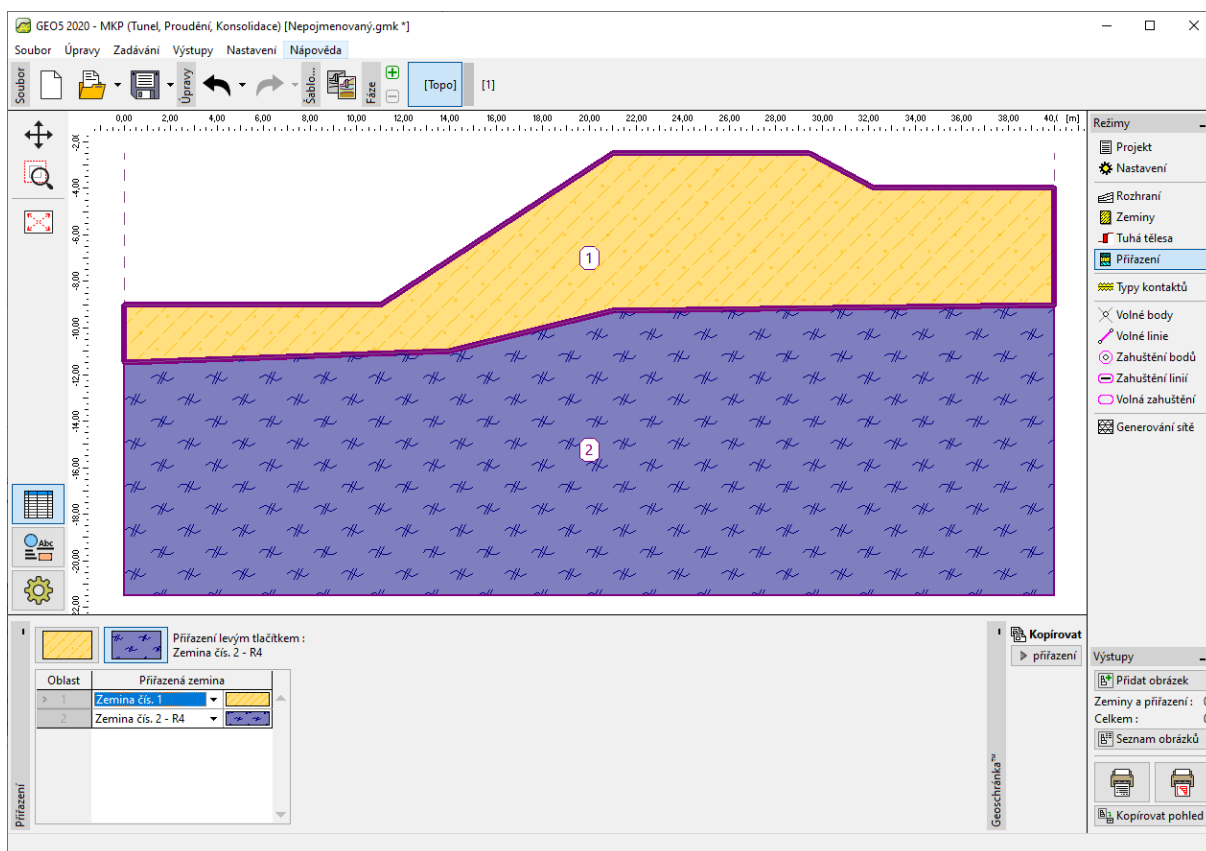 GEO5 2020 - MKP (Tunel, Proudění, Konsolidace) [Nepojmenovaný.gmk *]
Soubor Úpravy Zadávání Výstupy Nastavení Nápověda
Soubor
Úpravy
Šablo...
Fáze
[Topo]
[1]
0,00 2,00 4,00 6,00 8,00 10,00 12,00 14,00 16,00 18,00 20,00 22,00 24,00 26,00 28,00 30,00 32,00 34,00 36,00 38,00 40,( [m]
-2,0(
-4,00
-6,00
-8,00
-10,00
-12,00
-14,00
-16,00
-18,00
-20,00
22,00
1
2
Abc
Režimy
Projekt
Nastavení
Rozhraní
Zeminy
Tuhá tělesa
Přiřazení
Typy kontaktů
Volné body
Volné linie
Zahuštění bodů
Zahuštění linií
Volná zahuštění
Generování sítě
Přiřazení
Přiřazení levým tlačítkem :
Zemina čís. 2 - R4
Oblast Přiřazená zemina
> 1 Zemina čís. 1
2 Zemina čís. 2 - R4
Geoschránka™
Kopírovat
přiřazení
Výstupy
Přidat obrázek
Zeminy a přiřazení : 0
Celkem : 0
Seznam obrázků
Kopírovat pohled